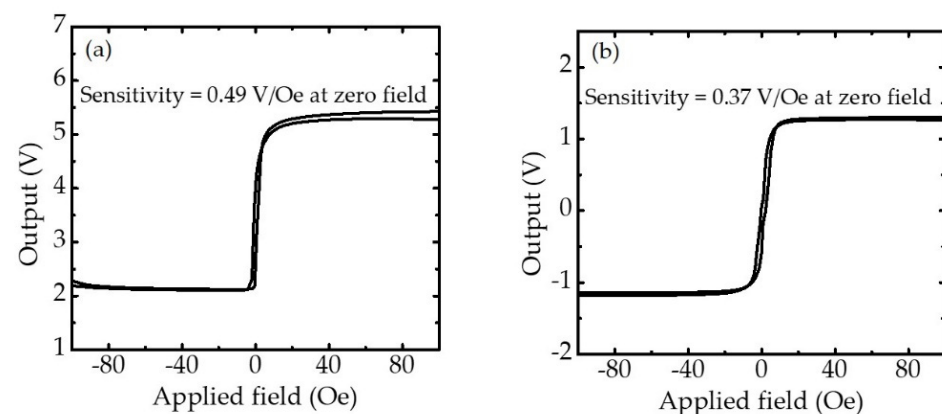 (a)
Sensitivity = 0.49 V/Oe at zero field
7
6
5
4
3
2
1
Output (V)
-80 -40 0 40 80
Applied field (Oe)
(b)
Sensitivity = 0.37 V/Oe at zero field
2
1
0
-1
-2
Output (V)
-80 -40 0 40 80
Applied field (Oe)